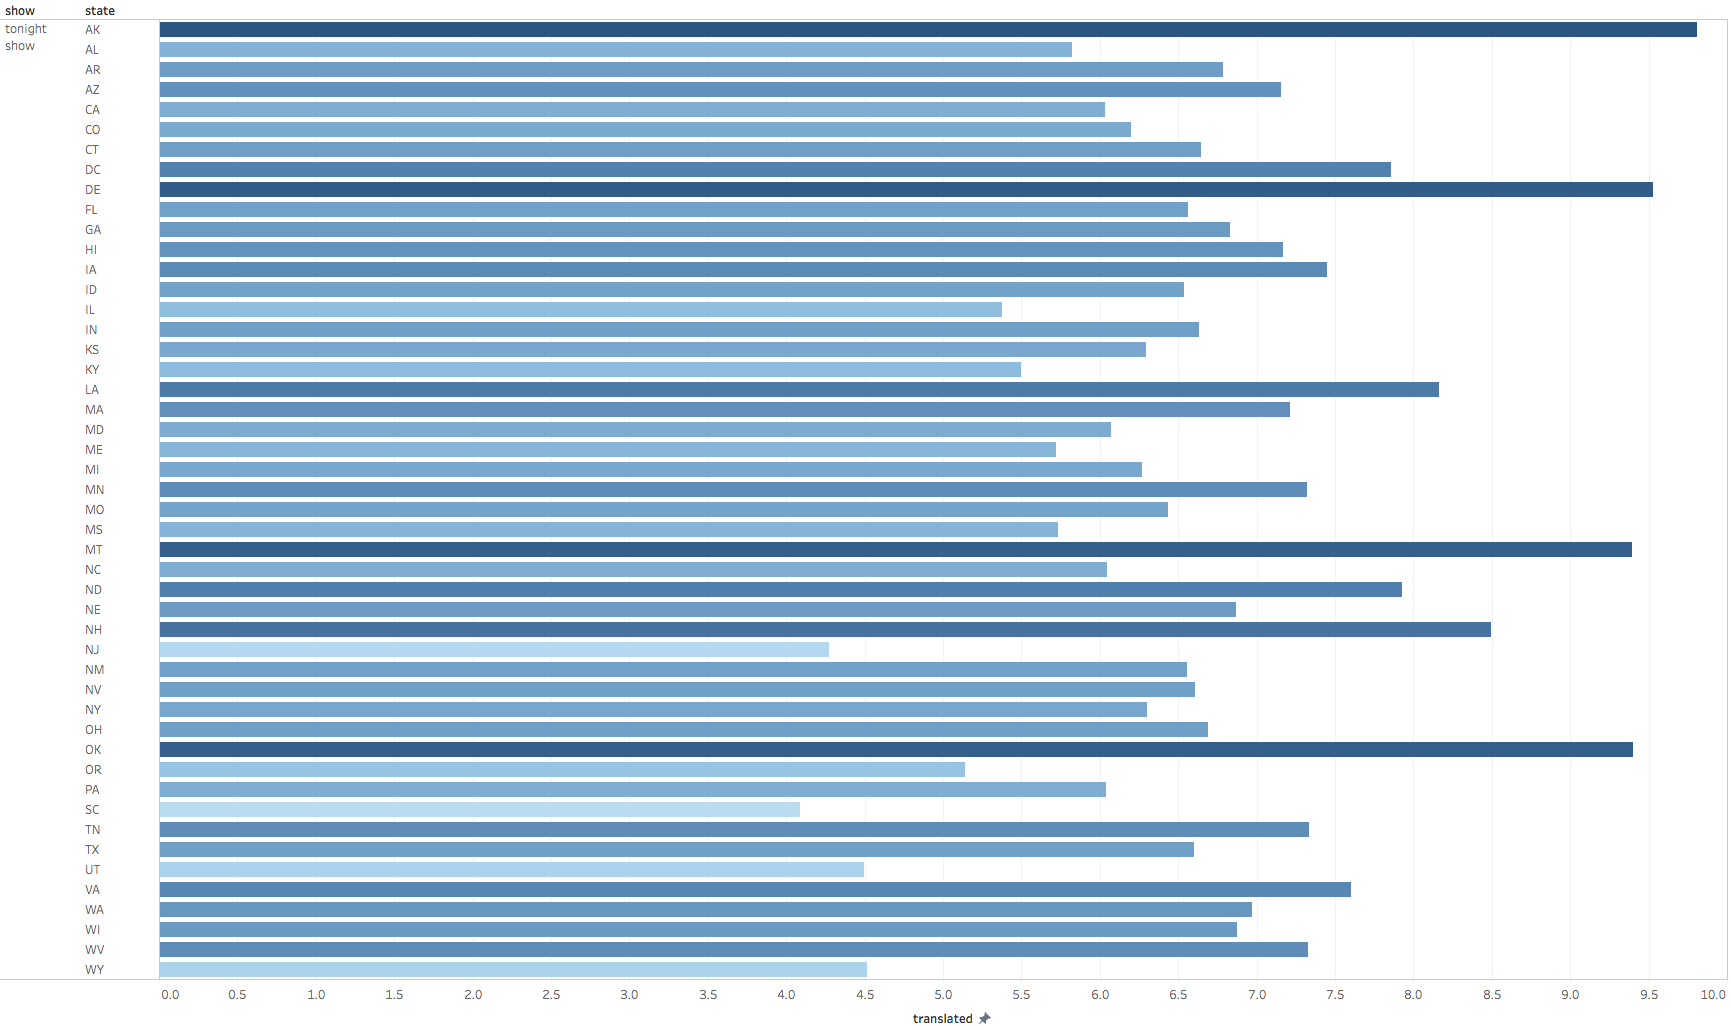 show state
tonight show AK
AL
AR
AZ
CA
CO
CT
DC
DE
FL
GA
HI
IA
ID
IL
IN
KS
KY
LA
MA
MD
ME
MI
MN
MO
MS
MT
NC
ND
NE
NH
NJ
NM
NV
NY
OH
OK
OR
PA
SC
TN
TX
UT
VA
WA
WI
WV
WY
0.0 0.5 1.0 1.5 2.0 2.5 3.0 3.5 4.0 4.5 5.0 5.5 6.0 6.5 7.0 7.5 8.0 8.5 9.0 9.5 10.0
translated